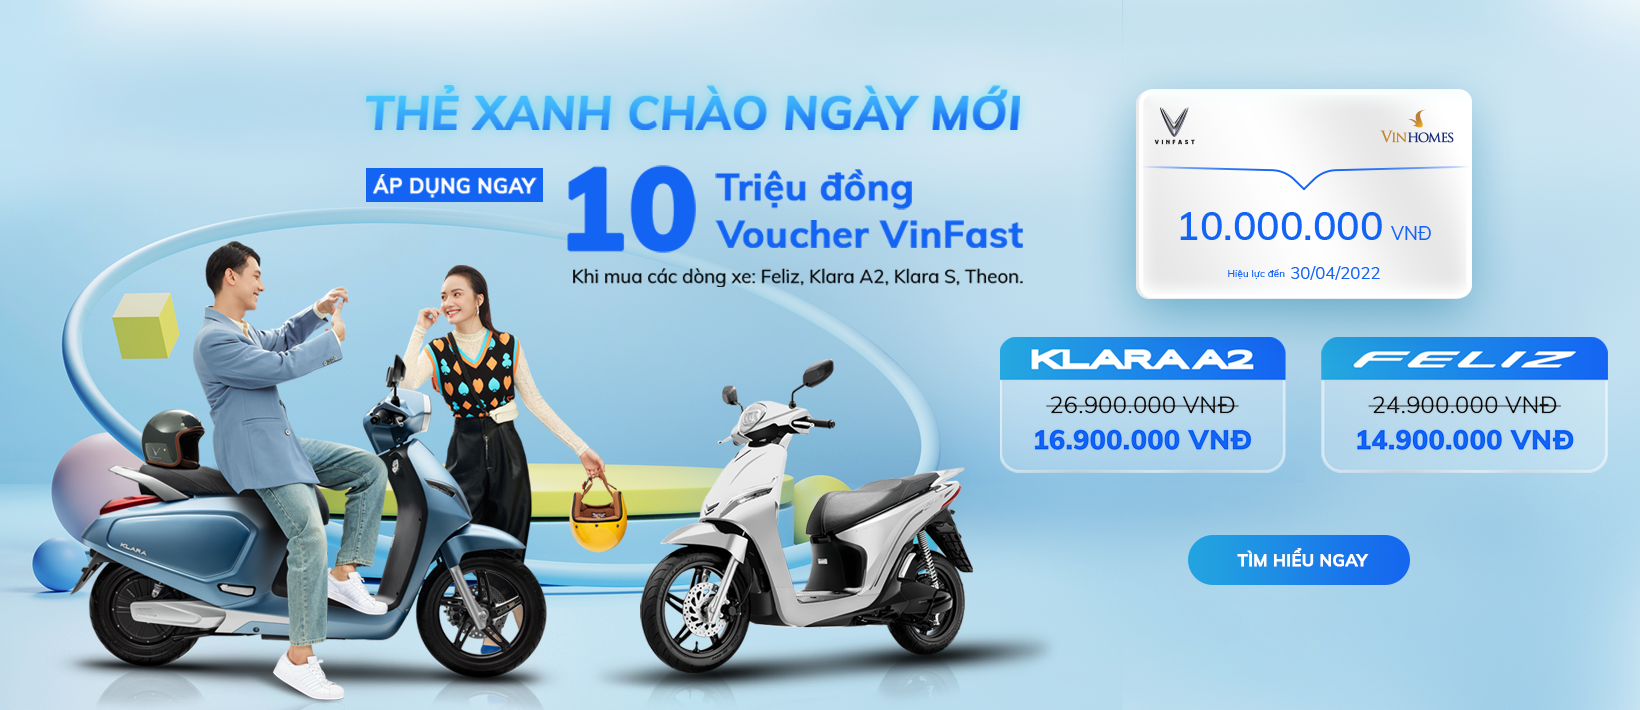 THẺ XANH CHÀO NGÀY MỚI
ÁP DỤNG NGAY
10 Triệu đồng
Voucher VinFast
Khi mua các dòng xe: Feliz, Klara A2, Klara S, Theon.
VINFAST
VINHOMES
10.000.000 VNĐ
Hiệu lực đến 30/04/2022
KLARA A2
26.900.000 VNĐ
16.900.000 VNĐ
FELIZ
24.900.000 VNĐ
14.900.000 VNĐ
TÌM HIỂU NGAY
KLARA